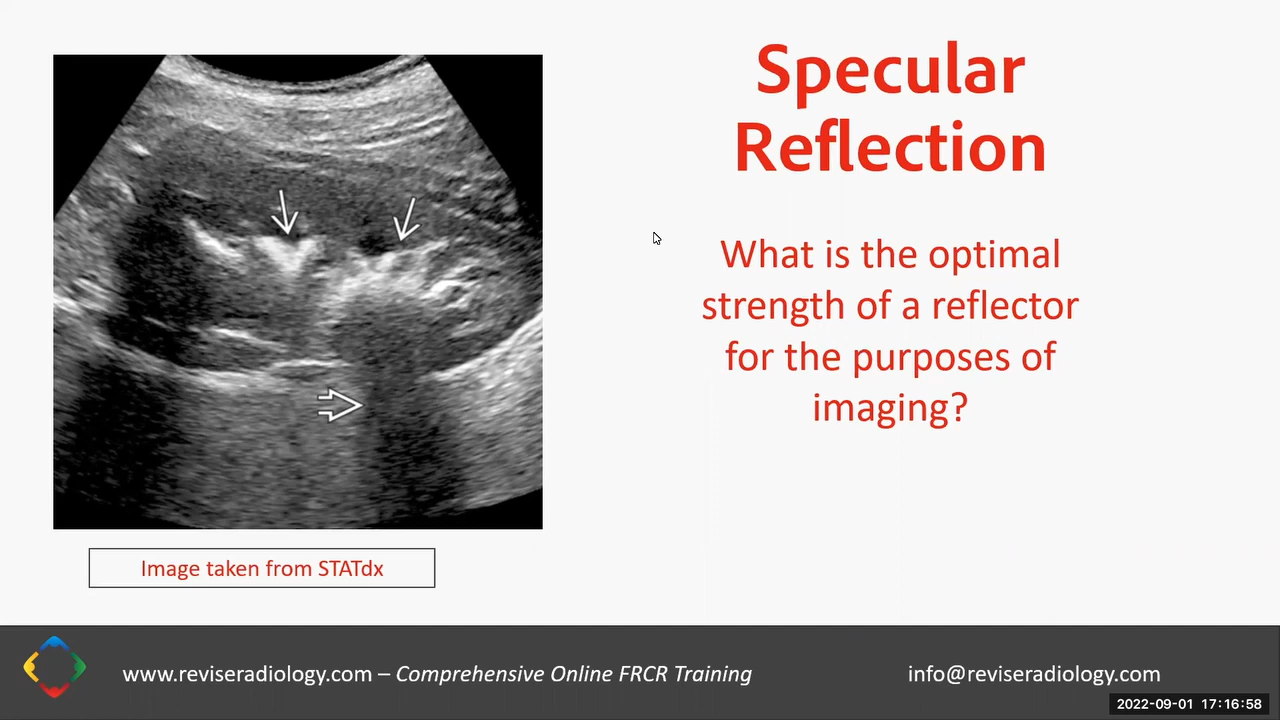 Specular
Reflection
What is the optimal
strength of a reflector
for the purposes of
imaging?
Image taken from STATdx
www.reviseradiology.com – Comprehensive Online FRCR Training
info@reviseradiology.com
2022-09-01 17:16:58